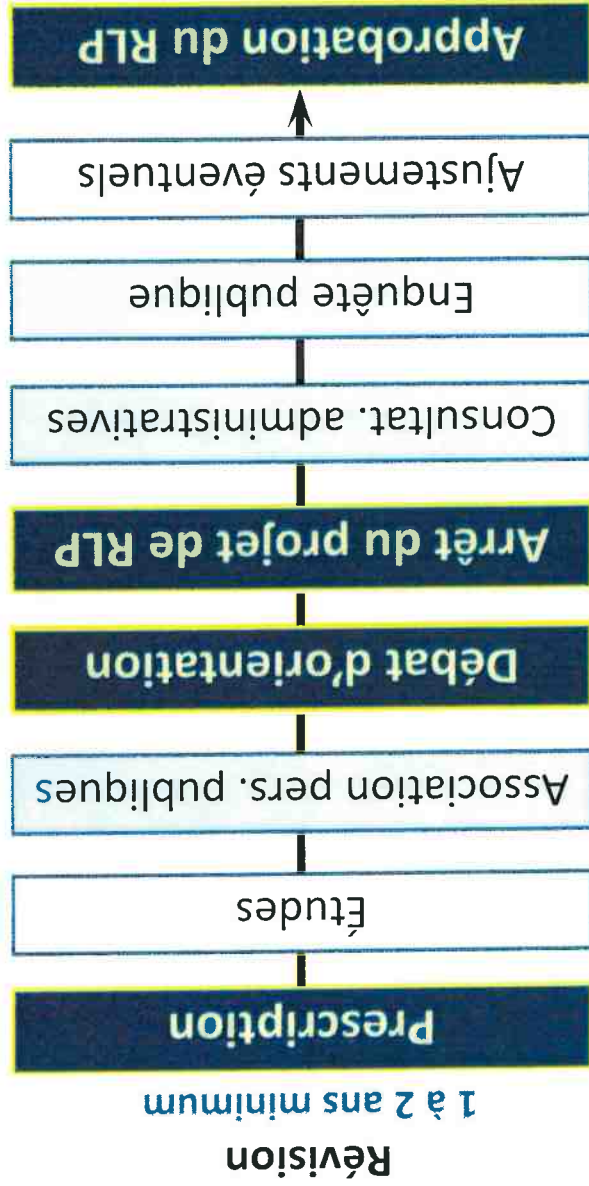 Révision
1 à 2 ans minimum
Prescription
Études
Association pers. publiques
Débat d'orientation
Arrêt du projet de RLP
Consultat. administratives
Enquête publique
Ajustements éventuels
Approbation du RLP